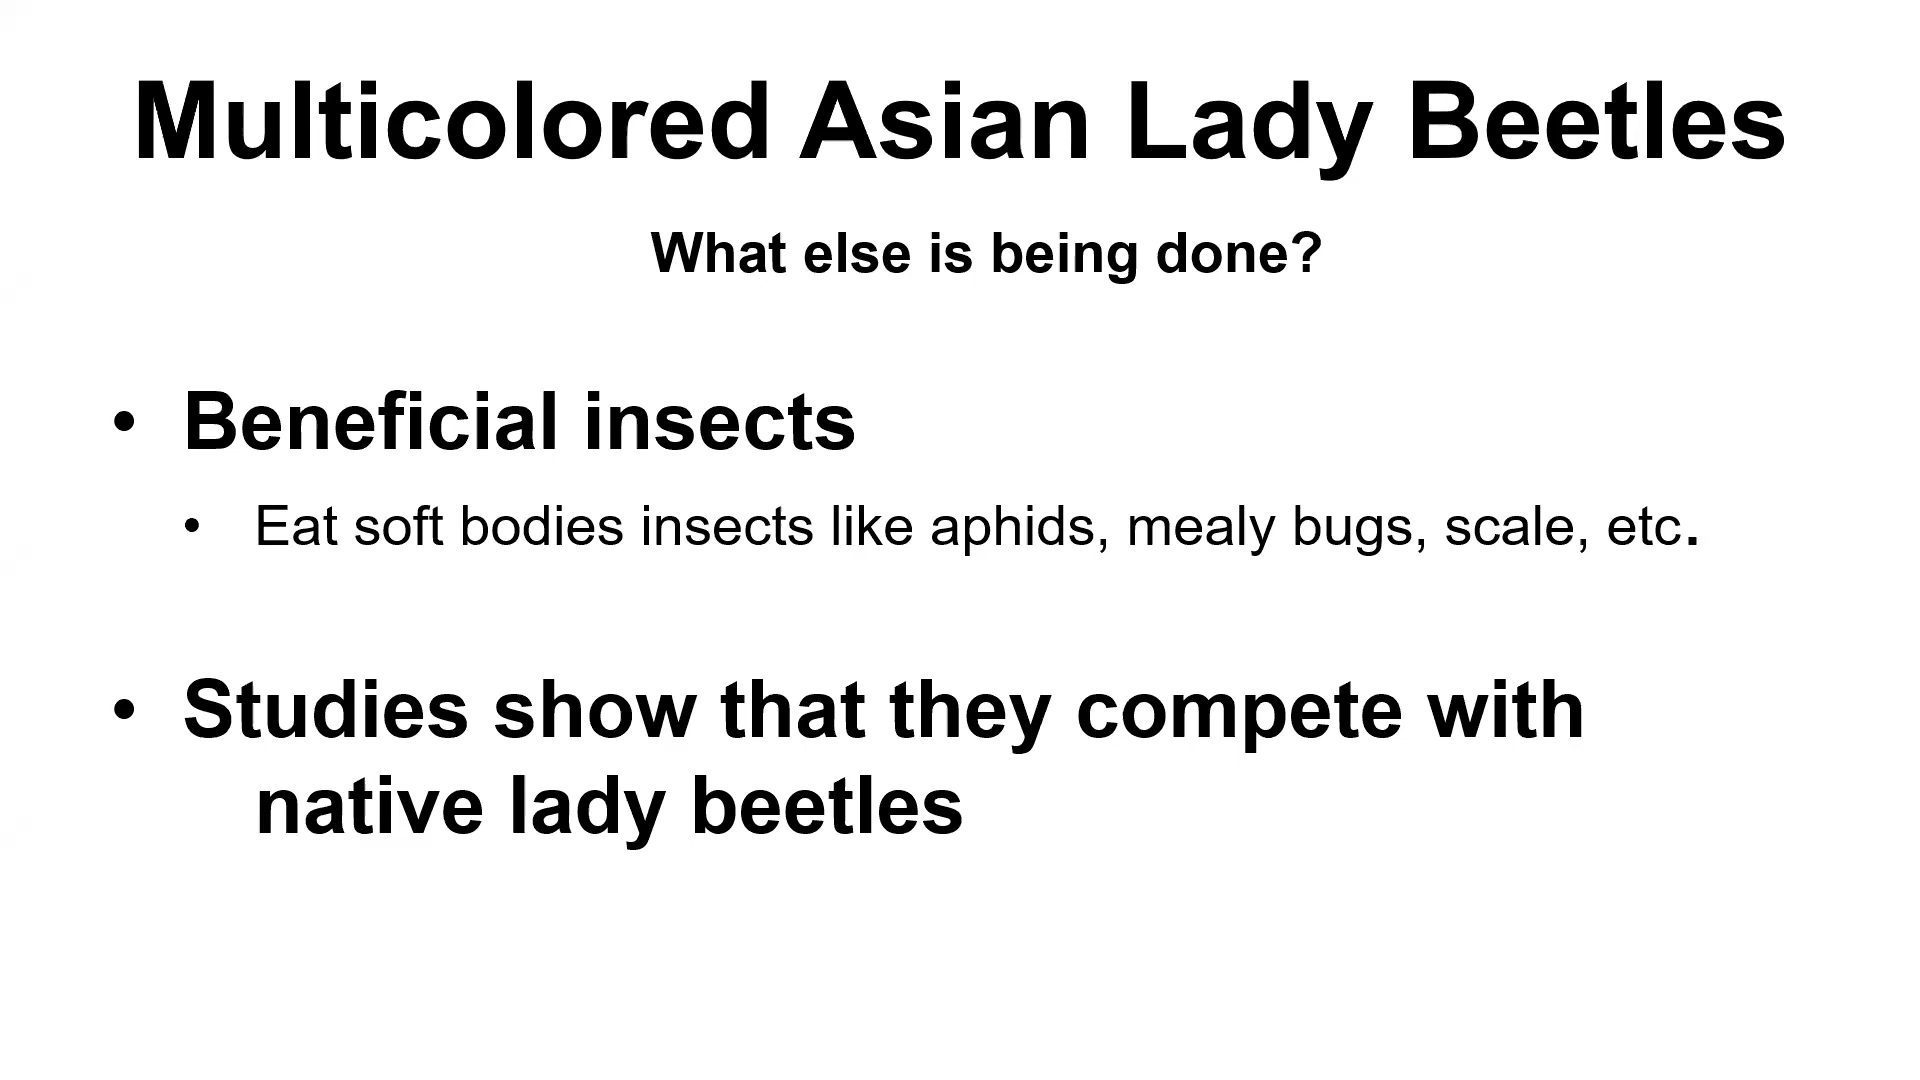 Multicolored Asian Lady Beetles
What else is being done?
• Beneficial insects
• Eat soft bodies insects like aphids, mealy bugs, scale, etc.
• Studies show that they compete with
native lady beetles